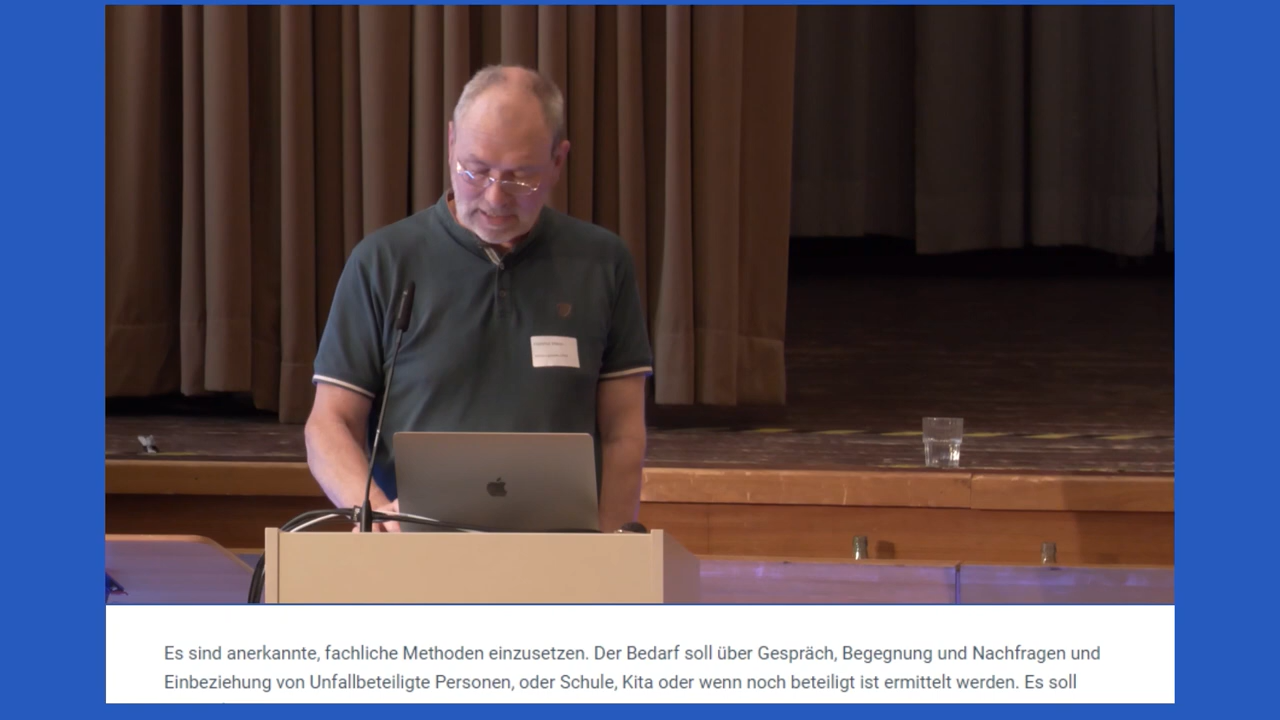 Es sind anerkannte, fachliche Methoden einzusetzen. Der Bedarf soll über Gespräch, Begegnung und Nachfragen und
Einbeziehung von Unfallbeteiligte Personen, oder Schule, Kita oder wenn noch beteiligt ist ermittelt werden. Es soll